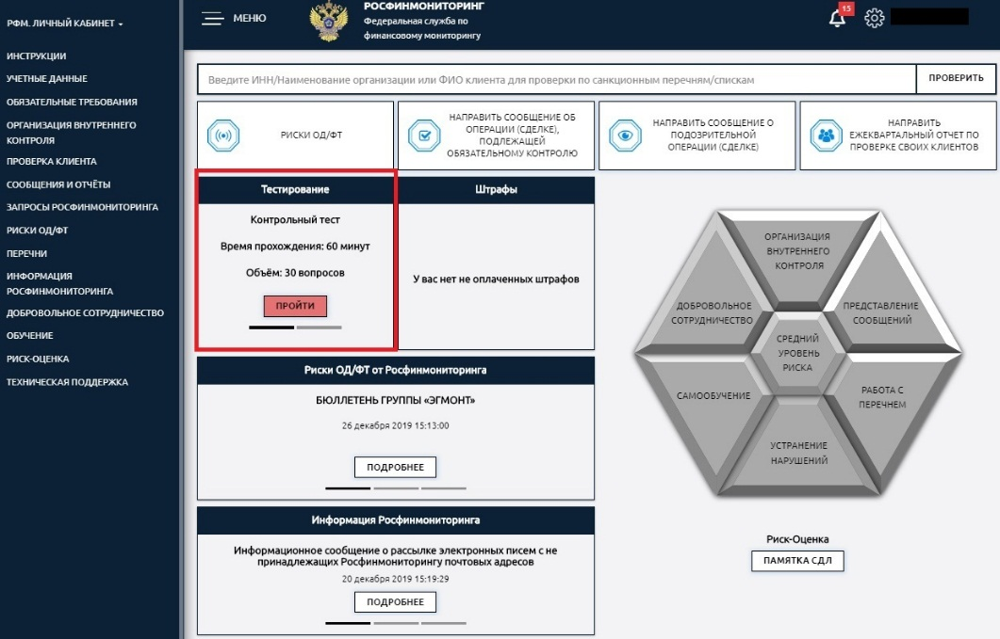 РФМ. ЛИЧНЫЙ КАБИНЕТ
ИНСТРУКЦИИ
УЧЕТНЫЕ ДАННЫЕ
ОБЯЗАТЕЛЬНЫЕ ТРЕБОВАНИЯ
ОРГАНИЗАЦИЯ ВНУТРЕННЕГО
КОНТРОЛЯ
ПРОВЕРКА КЛИЕНТА
СООБЩЕНИЯ И ОТЧЁТЫ
ЗАПРОСЫ РОСФИНМОНИТОРИНГА
РИСКИ ОД/ФТ
ПЕРЕЧНИ
ИНФОРМАЦИЯ
РОСФИНМОНИТОРИНГА
ДОБРОВОЛЬНОЕ СОТРУДНИЧЕСТВО
ОБУЧЕНИЕ
РИСК-ОЦЕНКА
ТЕХНИЧЕСКАЯ ПОДДЕРЖКА
МЕНЮ
РОСФИНМОНИТОРИНГ
Федеральная служба по
финансовому мониторингу
15
Введите ИНН/Наименование организации или ФИО клиента для проверки по санкционным перечням/спискам
ПРОВЕРИТЬ
РИСКИ ОД/ФТ
НАПРАВИТЬ СООБЩЕНИЕ ОБ
ОПЕРАЦИИ (СДЕЛКЕ),
ПОДЛЕЖАЩЕЙ
ОБЯЗАТЕЛЬНОМУ КОНТРОЛЮ
НАПРАВИТЬ СООБЩЕНИЕ О
ПОДОЗРИТЕЛЬНОЙ
ОПЕРАЦИИ (СДЕЛКЕ)
НАПРАВИТЬ
ЕЖЕКВАРТАЛЬНЫЙ ОТЧЕТ ПО
ПРОВЕРКЕ СВОИХ КЛИЕНТОВ
Тестирование
Контрольный тест
Время прохождения: 60 минут
Объём: 30 вопросов
ПРОЙТИ
Штрафы
У вас нет не оплаченных штрафов
Риски ОД/ФТ от Росфинмониторинга
БЮЛЛЕТЕНЬ ГРУППЫ «ЭГМОНТ»
26 декабря 2019 15:13:00
ПОДРОБНЕЕ
Информация Росфинмониторинга
Информационное сообщение о рассылке электронных писем с не
принадлежащих Росфинмониторингу почтовых адресов
20 декабря 2019 15:19:29
ПОДРОБНЕЕ
ОРГАНИЗАЦИЯ
ВНУТРЕННЕГО
КОНТРОЛЯ
ДОБРОВОЛЬНОЕ
СОТРУДНИЧЕСТВО
ПРЕДСТАВЛЕНИЕ
СООБЩЕНИЙ
СРЕДНИЙ
УРОВЕНЬ
РИСКА
САМООБУЧЕНИЕ
РАБОТА С
ПЕРЕЧНЕМ
УСТРАНЕНИЕ
НАРУШЕНИЙ
Риск-Оценка
ПАМЯТКА СДЛ